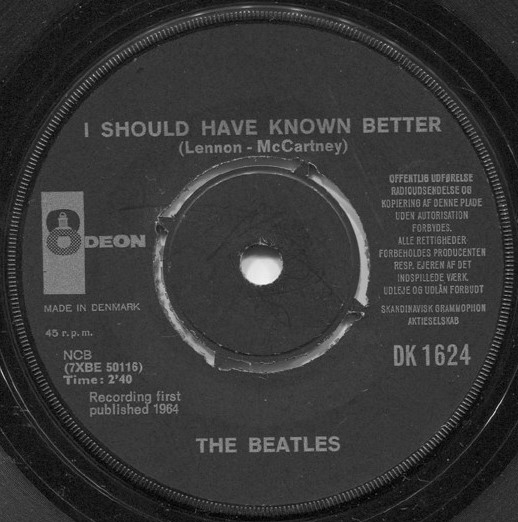 I SHOULD HAVE KNOWN BETTER
(Lennon - McCartney)
ODEON
MADE IN DENMARK
45 r.p.m.
NCB
(7XBE 50116)
Time: 2'40
Recording first
published 1964
OFFENTLIG UDFØRELSE
RADIOUDSENDELSE OG
KOPIERING AF DENNE PLADE
UDEN AUTORISATION
FORBYDES.
ALLE RETTIGHEDER
FORBEHOLDES PRODUCENTEN
RESP. EJEREN AF DET
INDSPILLEDE VÆRK.
UDLEJE OG UDLÅN FORBUDT
SKANDINAVISK GRAMMOPHON
AKTIESELSKAB
DK 1624
THE BEATLES